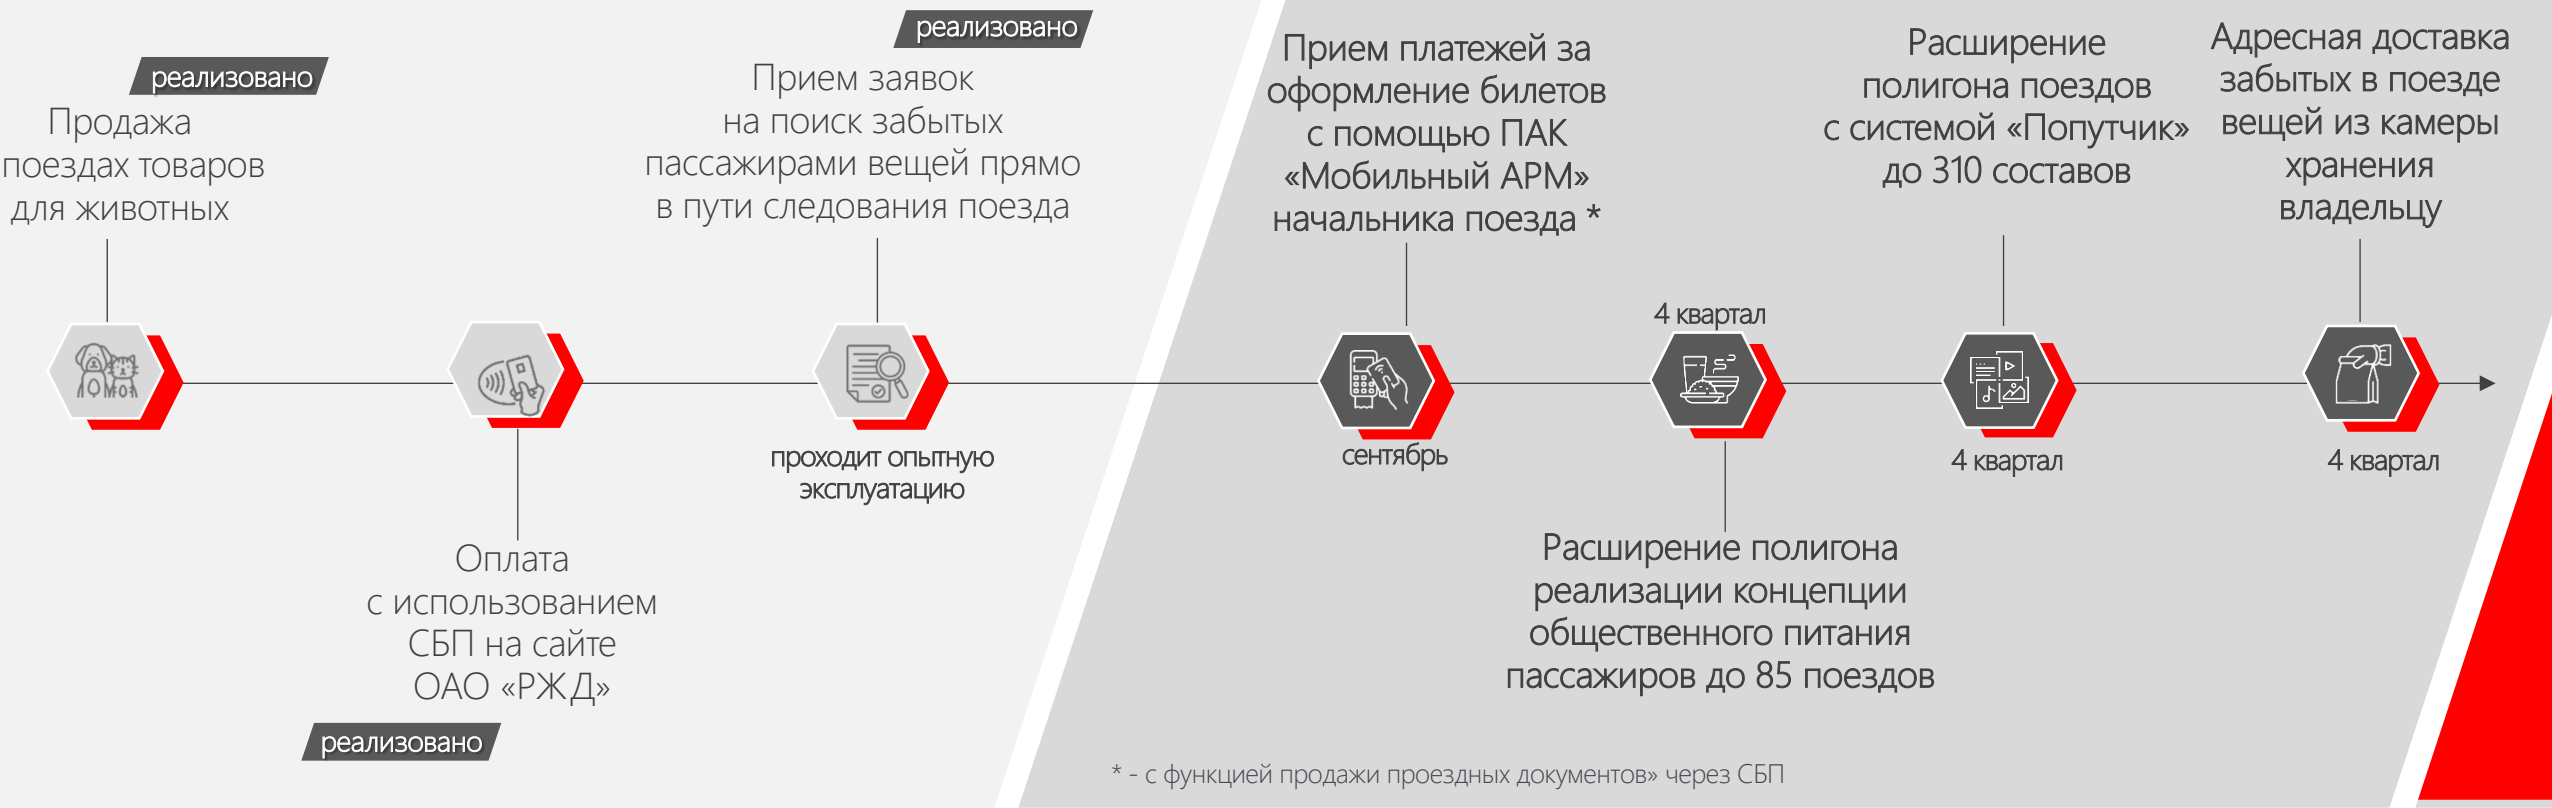 реализовано
Продажа
поездах товаров
для животных
Оплата
с использованием
СБП на сайте
ОАО «РЖД»
реализовано
реализовано
Прием заявок
на поиск забытых
пассажирами вещей прямо
в пути следования поезда
проходит опытную
эксплуатацию
Прием платежей за
оформление билетов
с помощью ПАК
«Мобильный АРМ»
начальника поезда *
сентябрь
4 квартал
Расширение полигона
реализации концепции
общественного питания
пассажиров до 85 поездов
Расширение
полигона поездов
с системой «Попутчик»
до 310 составов
4 квартал
Адресная доставка
забытых в поезде
вещей из камеры
хранения
владельцу
4 квартал
* - с функцией продажи проездных документов» через СБП